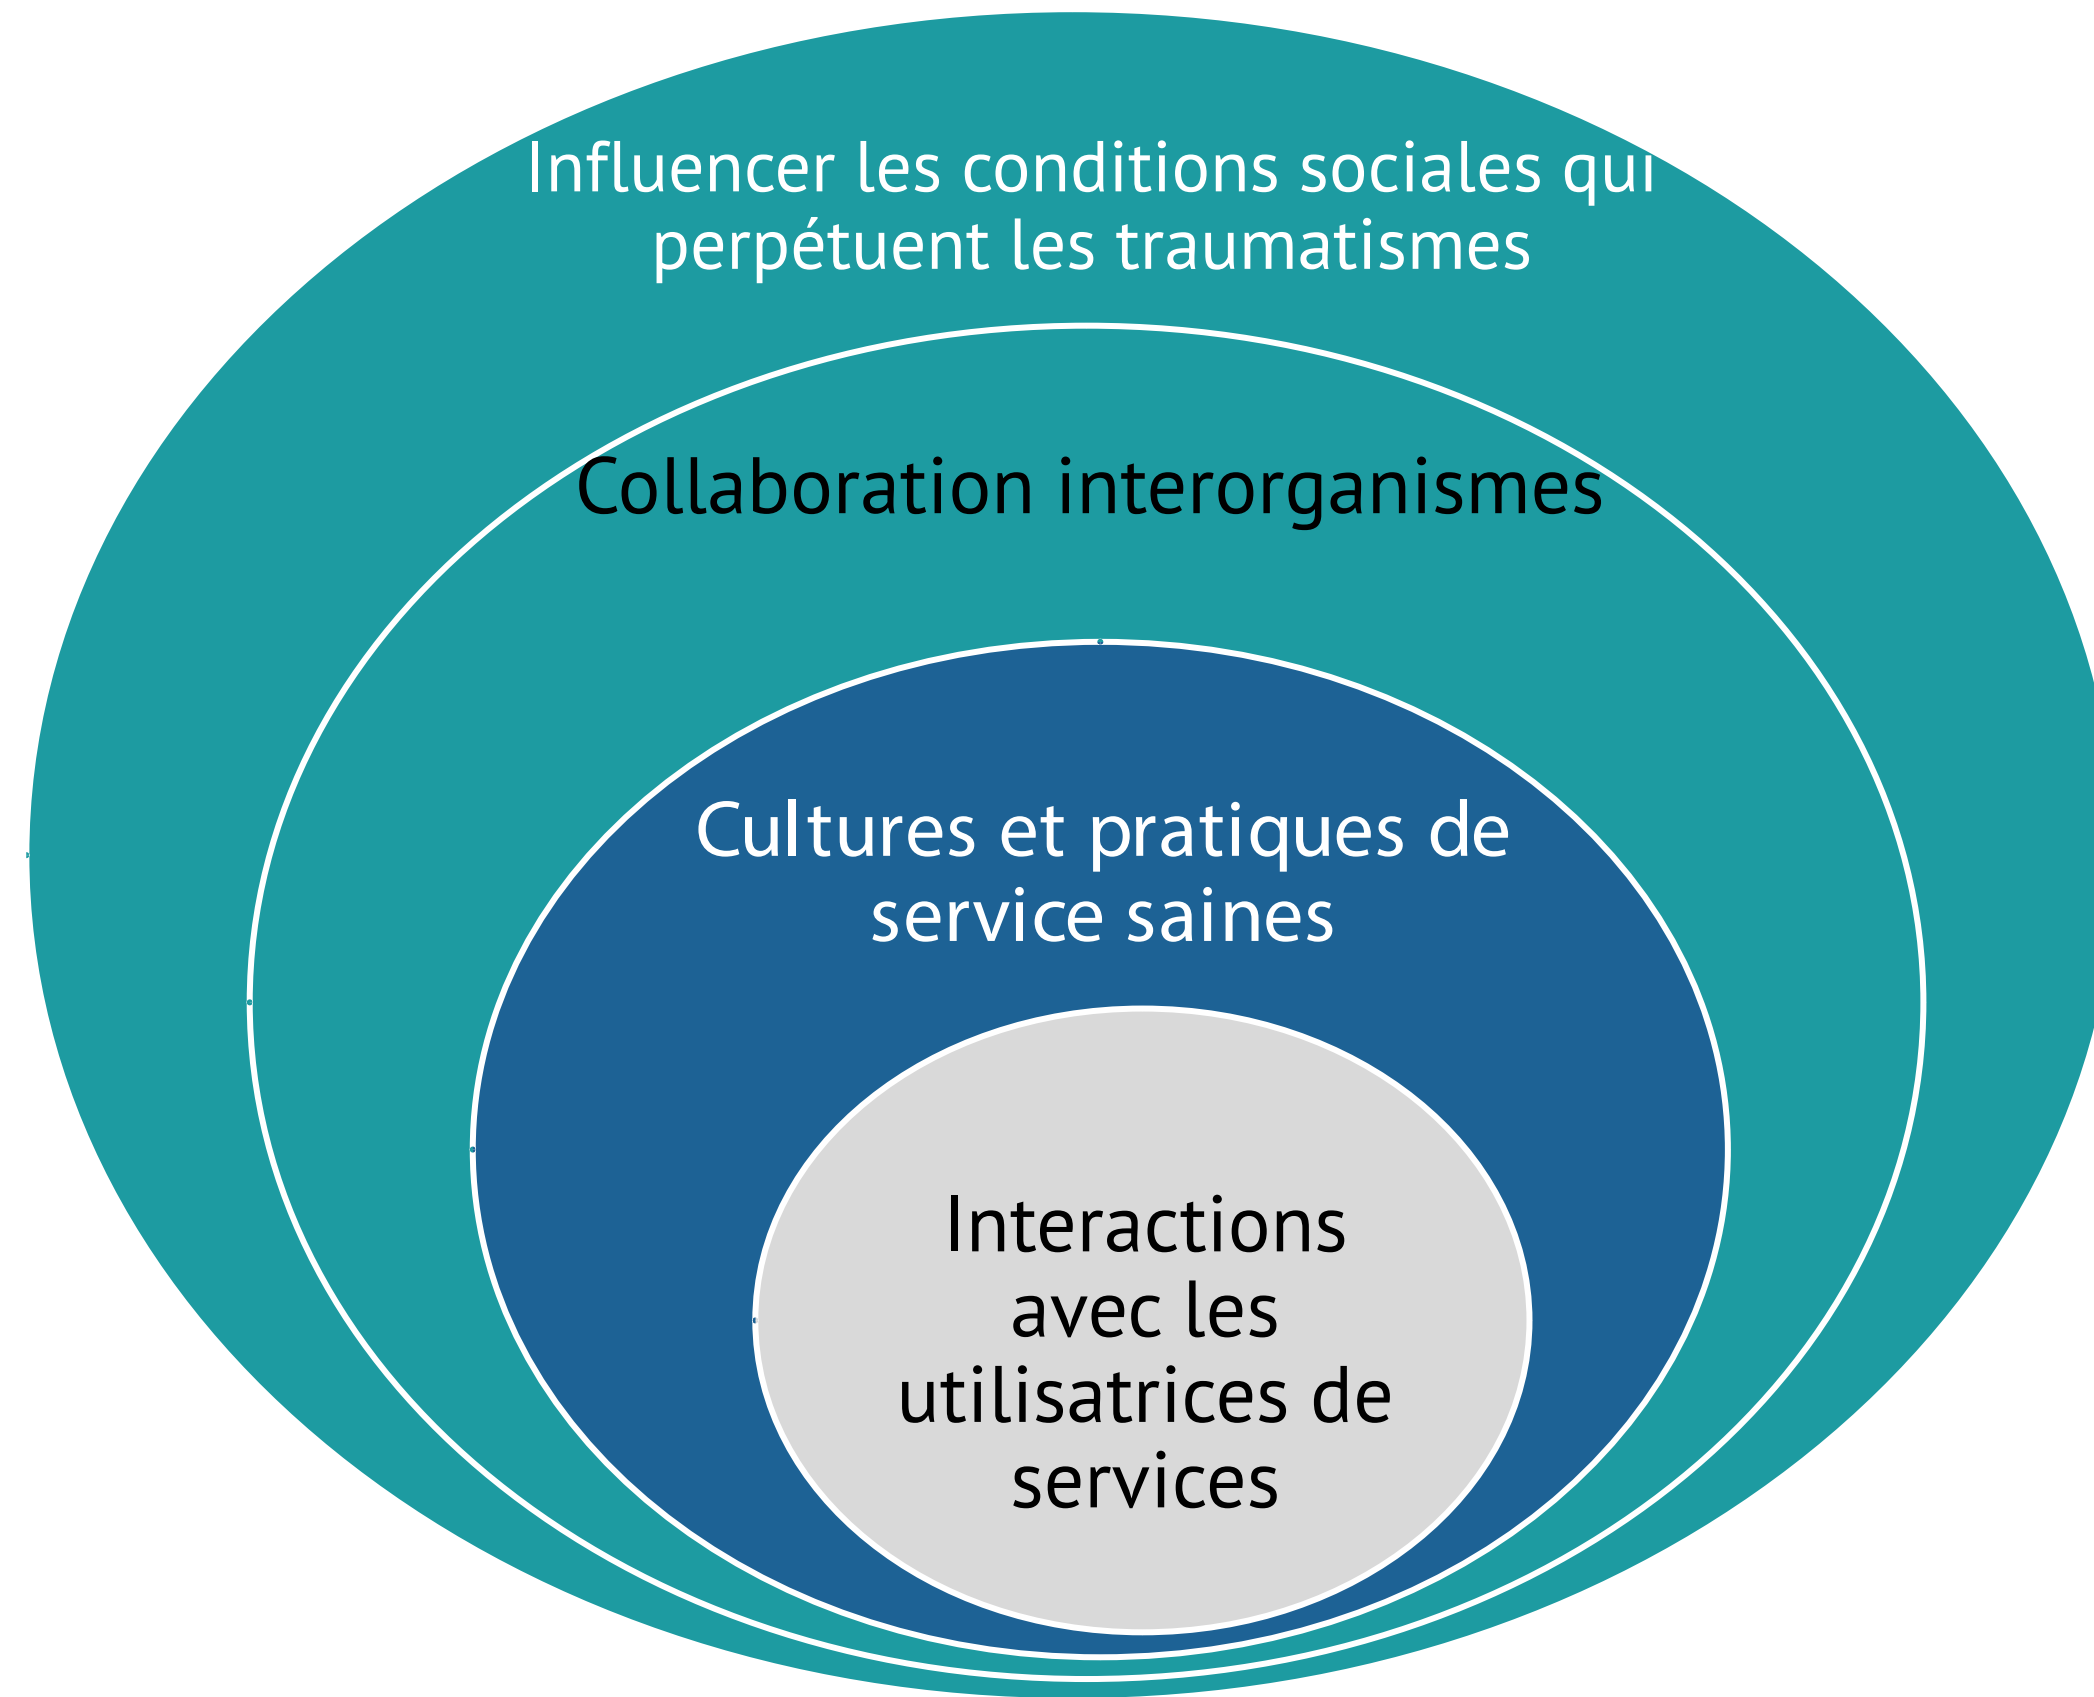 Influencer les conditions sociales qui
perpétuent les traumatismes
Collaboration interorganismes
Cultures et pratiques de
service saines
Interactions
avec les
utilisatrices de
services